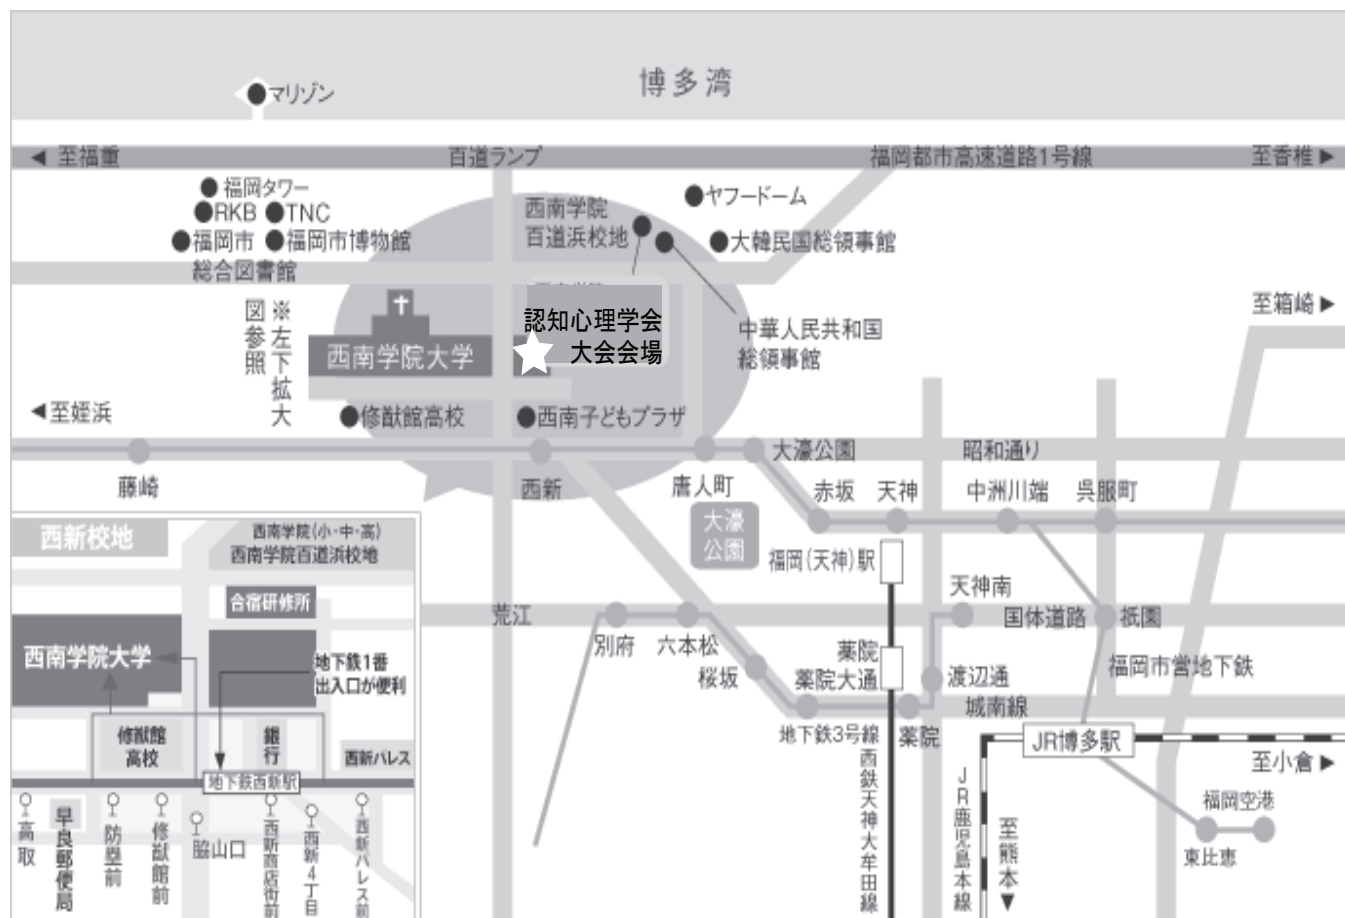 博多湾
マリゾン
◀ 至福重
百道ランプ
福岡都市高速道路1号線
至香椎 ▶
●福岡タワー
●RKB ●TNC
●福岡市
総合図書館
●福岡市博物館
西南学院
百道浜校地
●ヤフードーム
●大韓民国総領事館
※左下拡大
図参照
西南学院大学
認知心理学会
大会会場
中華人民共和国
総領事館
至箱崎 ▶
◀至姪浜
●修猷館高校
●西南子どもプラザ
大濠公園
昭和通り
藤崎
西新
唐人町
赤坂
天神
中洲川端
呉服町
大濠
公園
福岡(天神)駅
天神南
荒江
国体道路
祇園
別府
六本松
薬院
福岡市営地下鉄
桜坂
薬院大通
渡辺通
城南線
地下鉄3号線
薬院
JR博多駅
至小倉 ▶
西鉄天神大牟田線
JR鹿児島本線
至熊本▼
福岡空港
東比恵
西新校地
西南学院(小・中・高)
西南学院百道浜校地
合宿研修所
西南学院大学
地下鉄1番
出入口が便利
修猷館
高校
銀行
西新パレス
地下鉄西新駅
高取
早良郵便局
防塁前
修猷館前
脇山口
西新商店街前
西新4丁目
西新パレス前